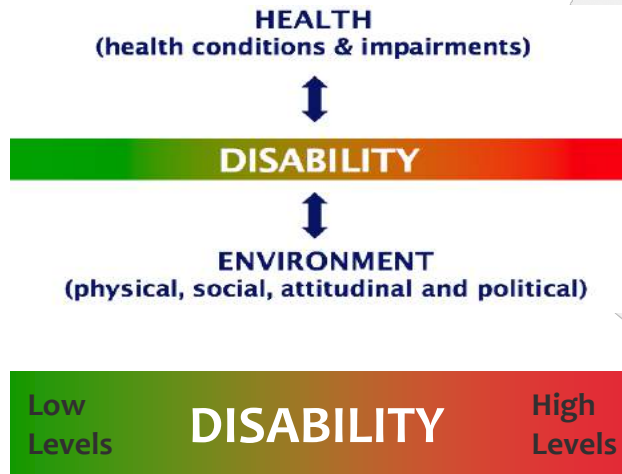 HEALTH
(health conditions & impairments)
DISABILITY
ENVIRONMENT
(physical, social, attitudinal and political)
Low
Levels
DISABILITY
High
Levels